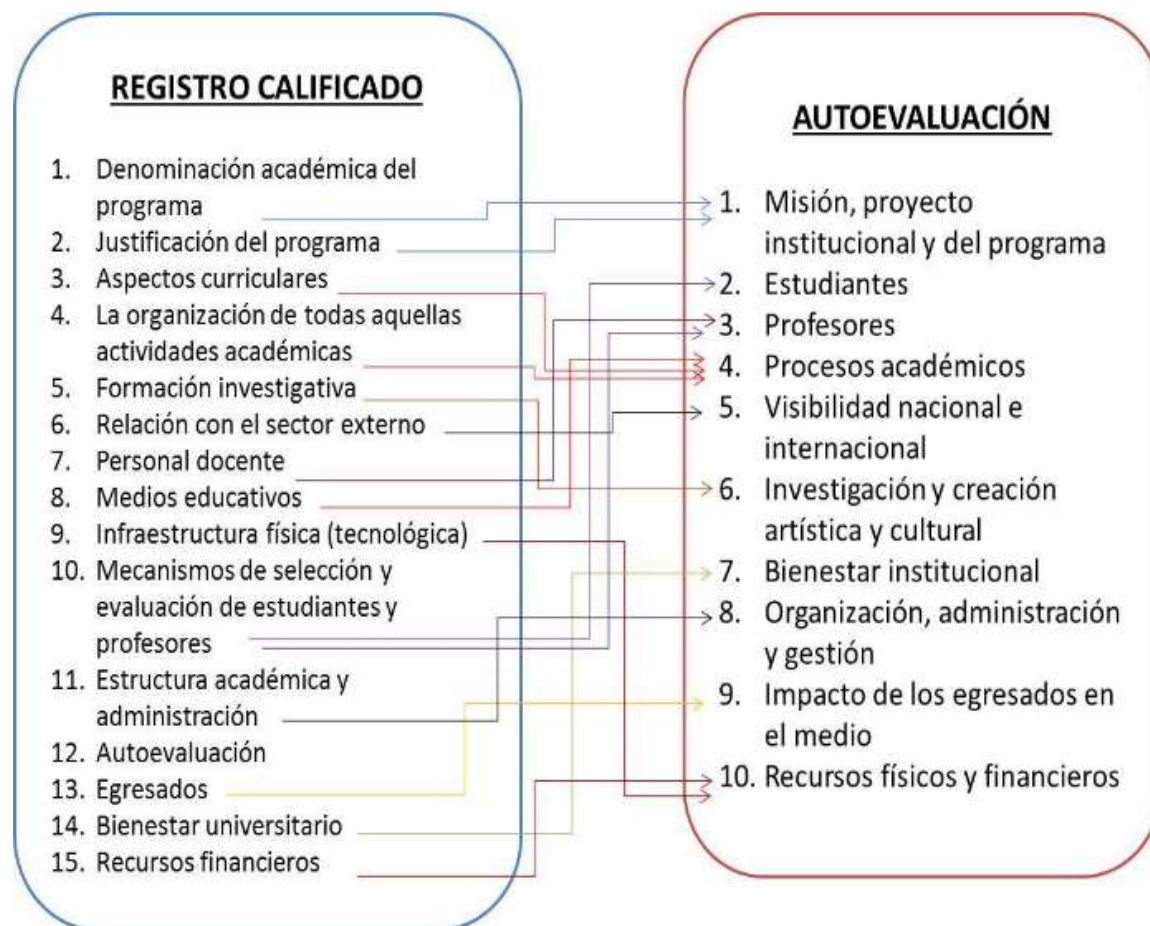 REGISTRO CALIFICADO
1. Denominación académica del
programa
2. Justificación del programa
3. Aspectos curriculares
4. La organización de todas aquellas
actividades académicas
5. Formación investigativa
6. Relación con el sector externo
7. Personal docente
8. Medios educativos
9. Infraestructura física (tecnológica)
10. Mecanismos de selección y
evaluación de estudiantes y
profesores
11. Estructura académica y
administración
12. Autoevaluación
13. Egresados
14. Bienestar universitario
15. Recursos financieros
AUTOEVALUACIÓN
1. Misión, proyecto
institucional y del programa
2. Estudiantes
3. Profesores
4. Procesos académicos
5. Visibilidad nacional e
internacional
6. Investigación y creación
artística y cultural
7. Bienestar institucional
8. Organización, administración
y gestión
9. Impacto de los egresados en
el medio
10. Recursos físicos y financieros